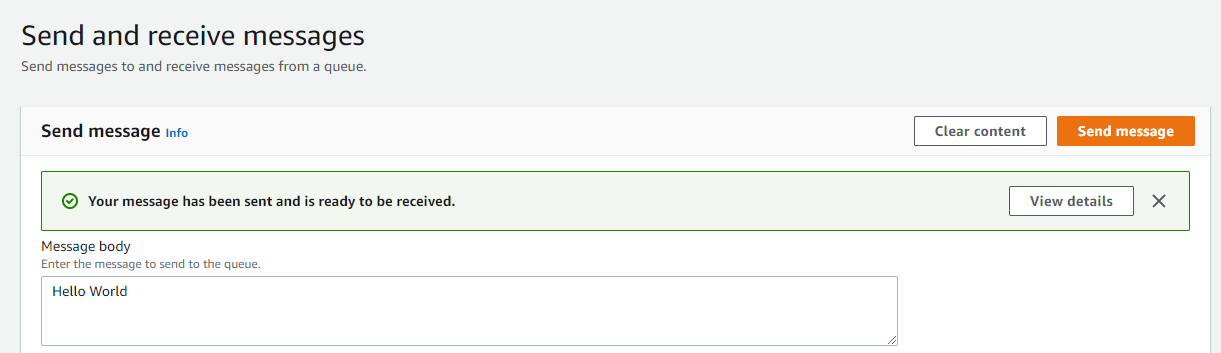 Send and receive messages
Send messages to and receive messages from a queue.
Send message Info
Clear content
Send message
Your message has been sent and is ready to be received.
View details
Message body
Enter the message to send to the queue.
Hello World